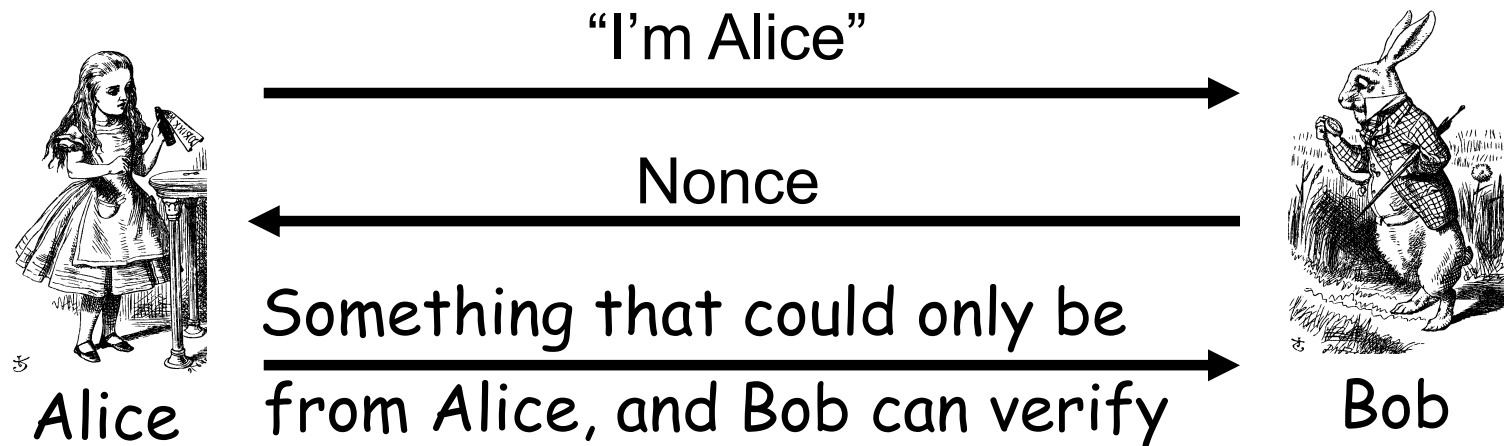 “I’m Alice”
Nonce
Something that could only be
from Alice, and Bob can verify
Alice
Bob